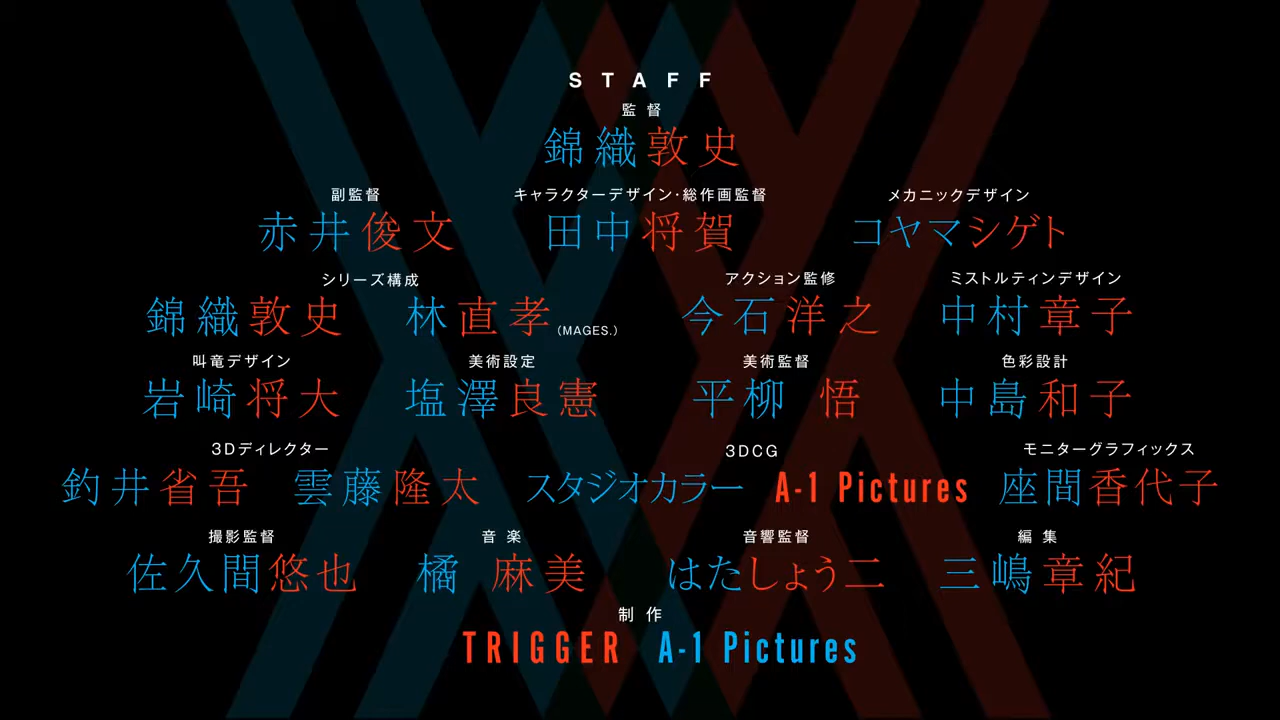 STAFF
監督
錦織敦史
副監督 キャラクターデザイン・総作画監督 メカニックデザイン
赤井俊文 田中将賀 コヤマシゲト
シリーズ構成 アクション監修 ミストルティンデザイン
錦織敦史 林直孝(MAGES.) 今石洋之 中村章子
叫竜デザイン 美術設定 美術監督 色彩設計
岩崎将大 塩澤良憲 平柳 悟 中島和子
3Dディレクター 3DCG モニターグラフィックス
釣井省吾 雲藤隆太 スタジオカラー A-1 Pictures 座間香代子
撮影監督 音楽 音響監督 編集
佐久間悠也 橘 麻美 はたしょう二 三嶋章紀
制作
TRIGGER A-1 Pictures